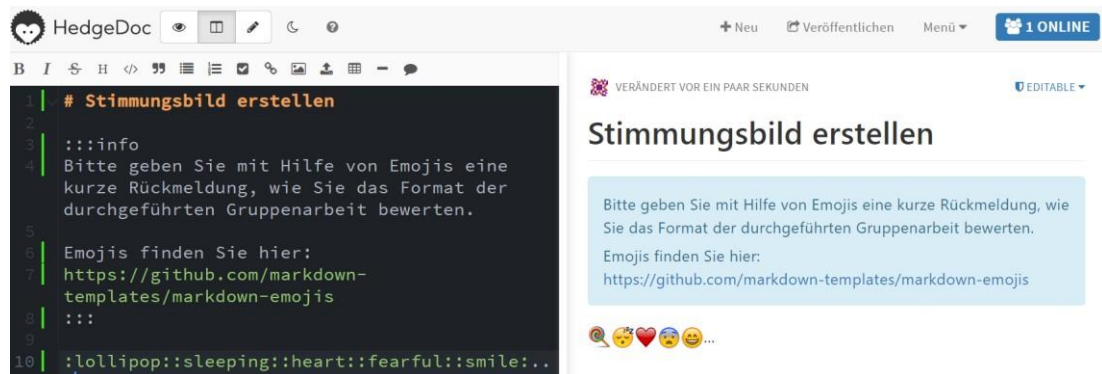 HedgeDoc
+ Neu
Veröffentlichen
Menü
1 ONLINE
B I S H </>
1 # Stimmungsbild erstellen
2
3 :::info
4 Bitte geben Sie mit Hilfe von Emojis eine
kurze Rückmeldung, wie Sie das Format der
durchgeführten Gruppenarbeit bewerten.
5
6 Emojis finden Sie hier:
7 https://github.com/markdown-
templates/markdown-emojis
8 :::
9
10 :lollipop::sleeping::heart::fearful::smile:..
VERÄNDERT VOR EIN PAAR SEKUNDEN
EDITABLE
Stimmungsbild erstellen
Bitte geben Sie mit Hilfe von Emojis eine kurze Rückmeldung, wie
Sie das Format der durchgeführten Gruppenarbeit bewerten.
Emojis finden Sie hier:
https://github.com/markdown-templates/markdown-emojis
🍭😴❤️😨😄...